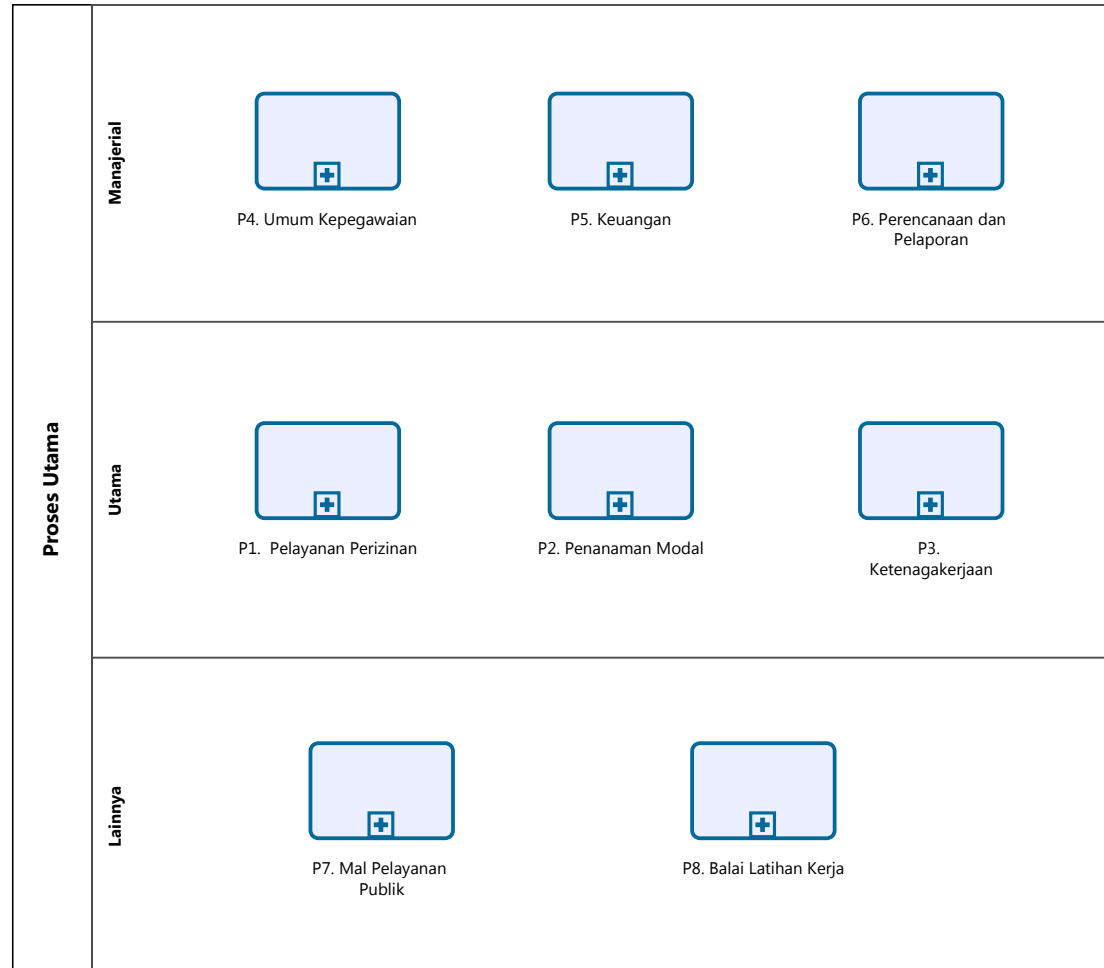 Proses Utama
Manajerial
P4. Umum Kepegawaian
P5. Keuangan
P6. Perencanaan dan
Pelaporan
Utama
P1.  Pelayanan Perizinan
P2. Penanaman Modal
P3.
Ketenagakerjaan
Lainnya
P7. Mal Pelayanan
Publik
P8. Balai Latihan Kerja